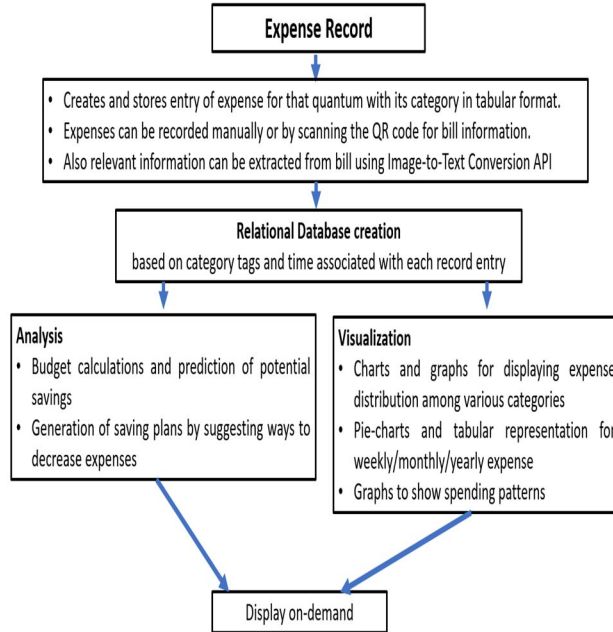 Expense Record
• Creates and stores entry of expense for that quantum with its category in tabular format.
• Expenses can be recorded manually or by scanning the QR code for bill information.
• Also relevant information can be extracted from bill using Image-to-Text Conversion API
Relational Database creation
based on category tags and time associated with each record entry
Analysis
• Budget calculations and prediction of potential
savings
• Generation of saving plans by suggesting ways to
decrease expenses
Visualization
• Charts and graphs for displaying expense
distribution among various categories
• Pie-charts and tabular representation for
weekly/monthly/yearly expense
• Graphs to show spending patterns
Display on-demand